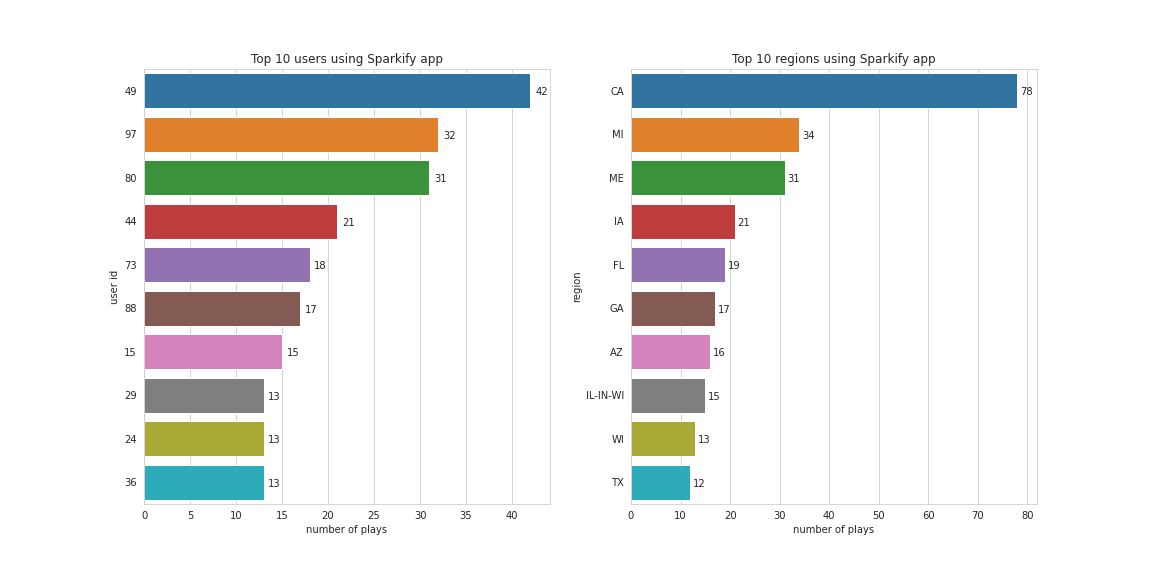 Top 10 users using Sparkify app
user id
49 42
97 32
80 31
44 21
73 18
88 17
15 15
29 13
24 13
36 13
0 5 10 15 20 25 30 35 40
number of plays
Top 10 regions using Sparkify app
region
CA 78
MI 34
ME 31
IA 21
FL 19
GA 17
AZ 16
IL-IN-WI 15
WI 13
TX 12
0 10 20 30 40 50 60 70 80
number of plays